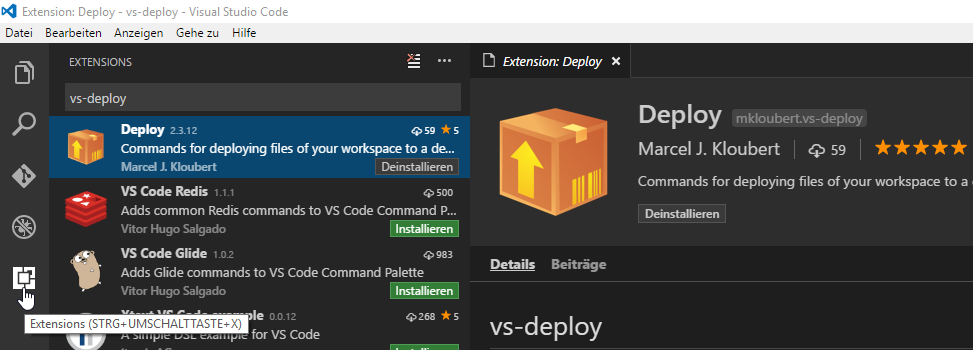 Extension: Deploy - vs-deploy - Visual Studio Code
Datei Bearbeiten Anzeigen Gehe zu Hilfe
EXTENSIONS
vs-deploy
Deploy 2.3.12 59 5
Commands for deploying files of your workspace to a de...
Marcel J. Kloubert Deinstallieren
VS Code Redis 1.1.1 500
Adds common Redis commands to VS Code Command P...
Vitor Hugo Salgado Installieren
VS Code Glide 1.0.2 983
Adds Glide commands to VS Code Command Palette
Vitor Hugo Salgado Installieren
0.0.12 268 5
A simple DSL example for VS Code
Extensions (STRG+UMSCHALTTASTE+X)
Extension: Deploy
Deploy mkloubert.vs-deploy
Marcel J. Kloubert 59
Commands for deploying files of your workspace to a
Deinstallieren
Details Beiträge
vs-deploy